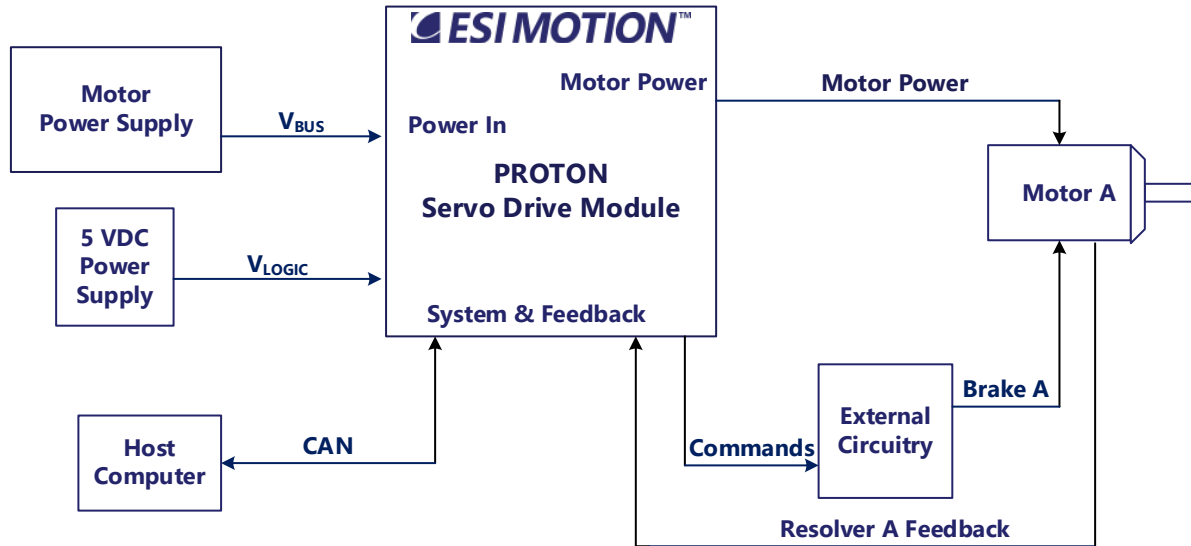 ESI MOTION™
Motor
Power Supply
VBUS
Power In
Motor Power
Motor Power
PROTON
Servo Drive Module
Motor A
5 VDC
Power
Supply
VLOGIC
System & Feedback
Host
Computer
CAN
Commands
External
Circuitry
Brake A
Resolver A Feedback